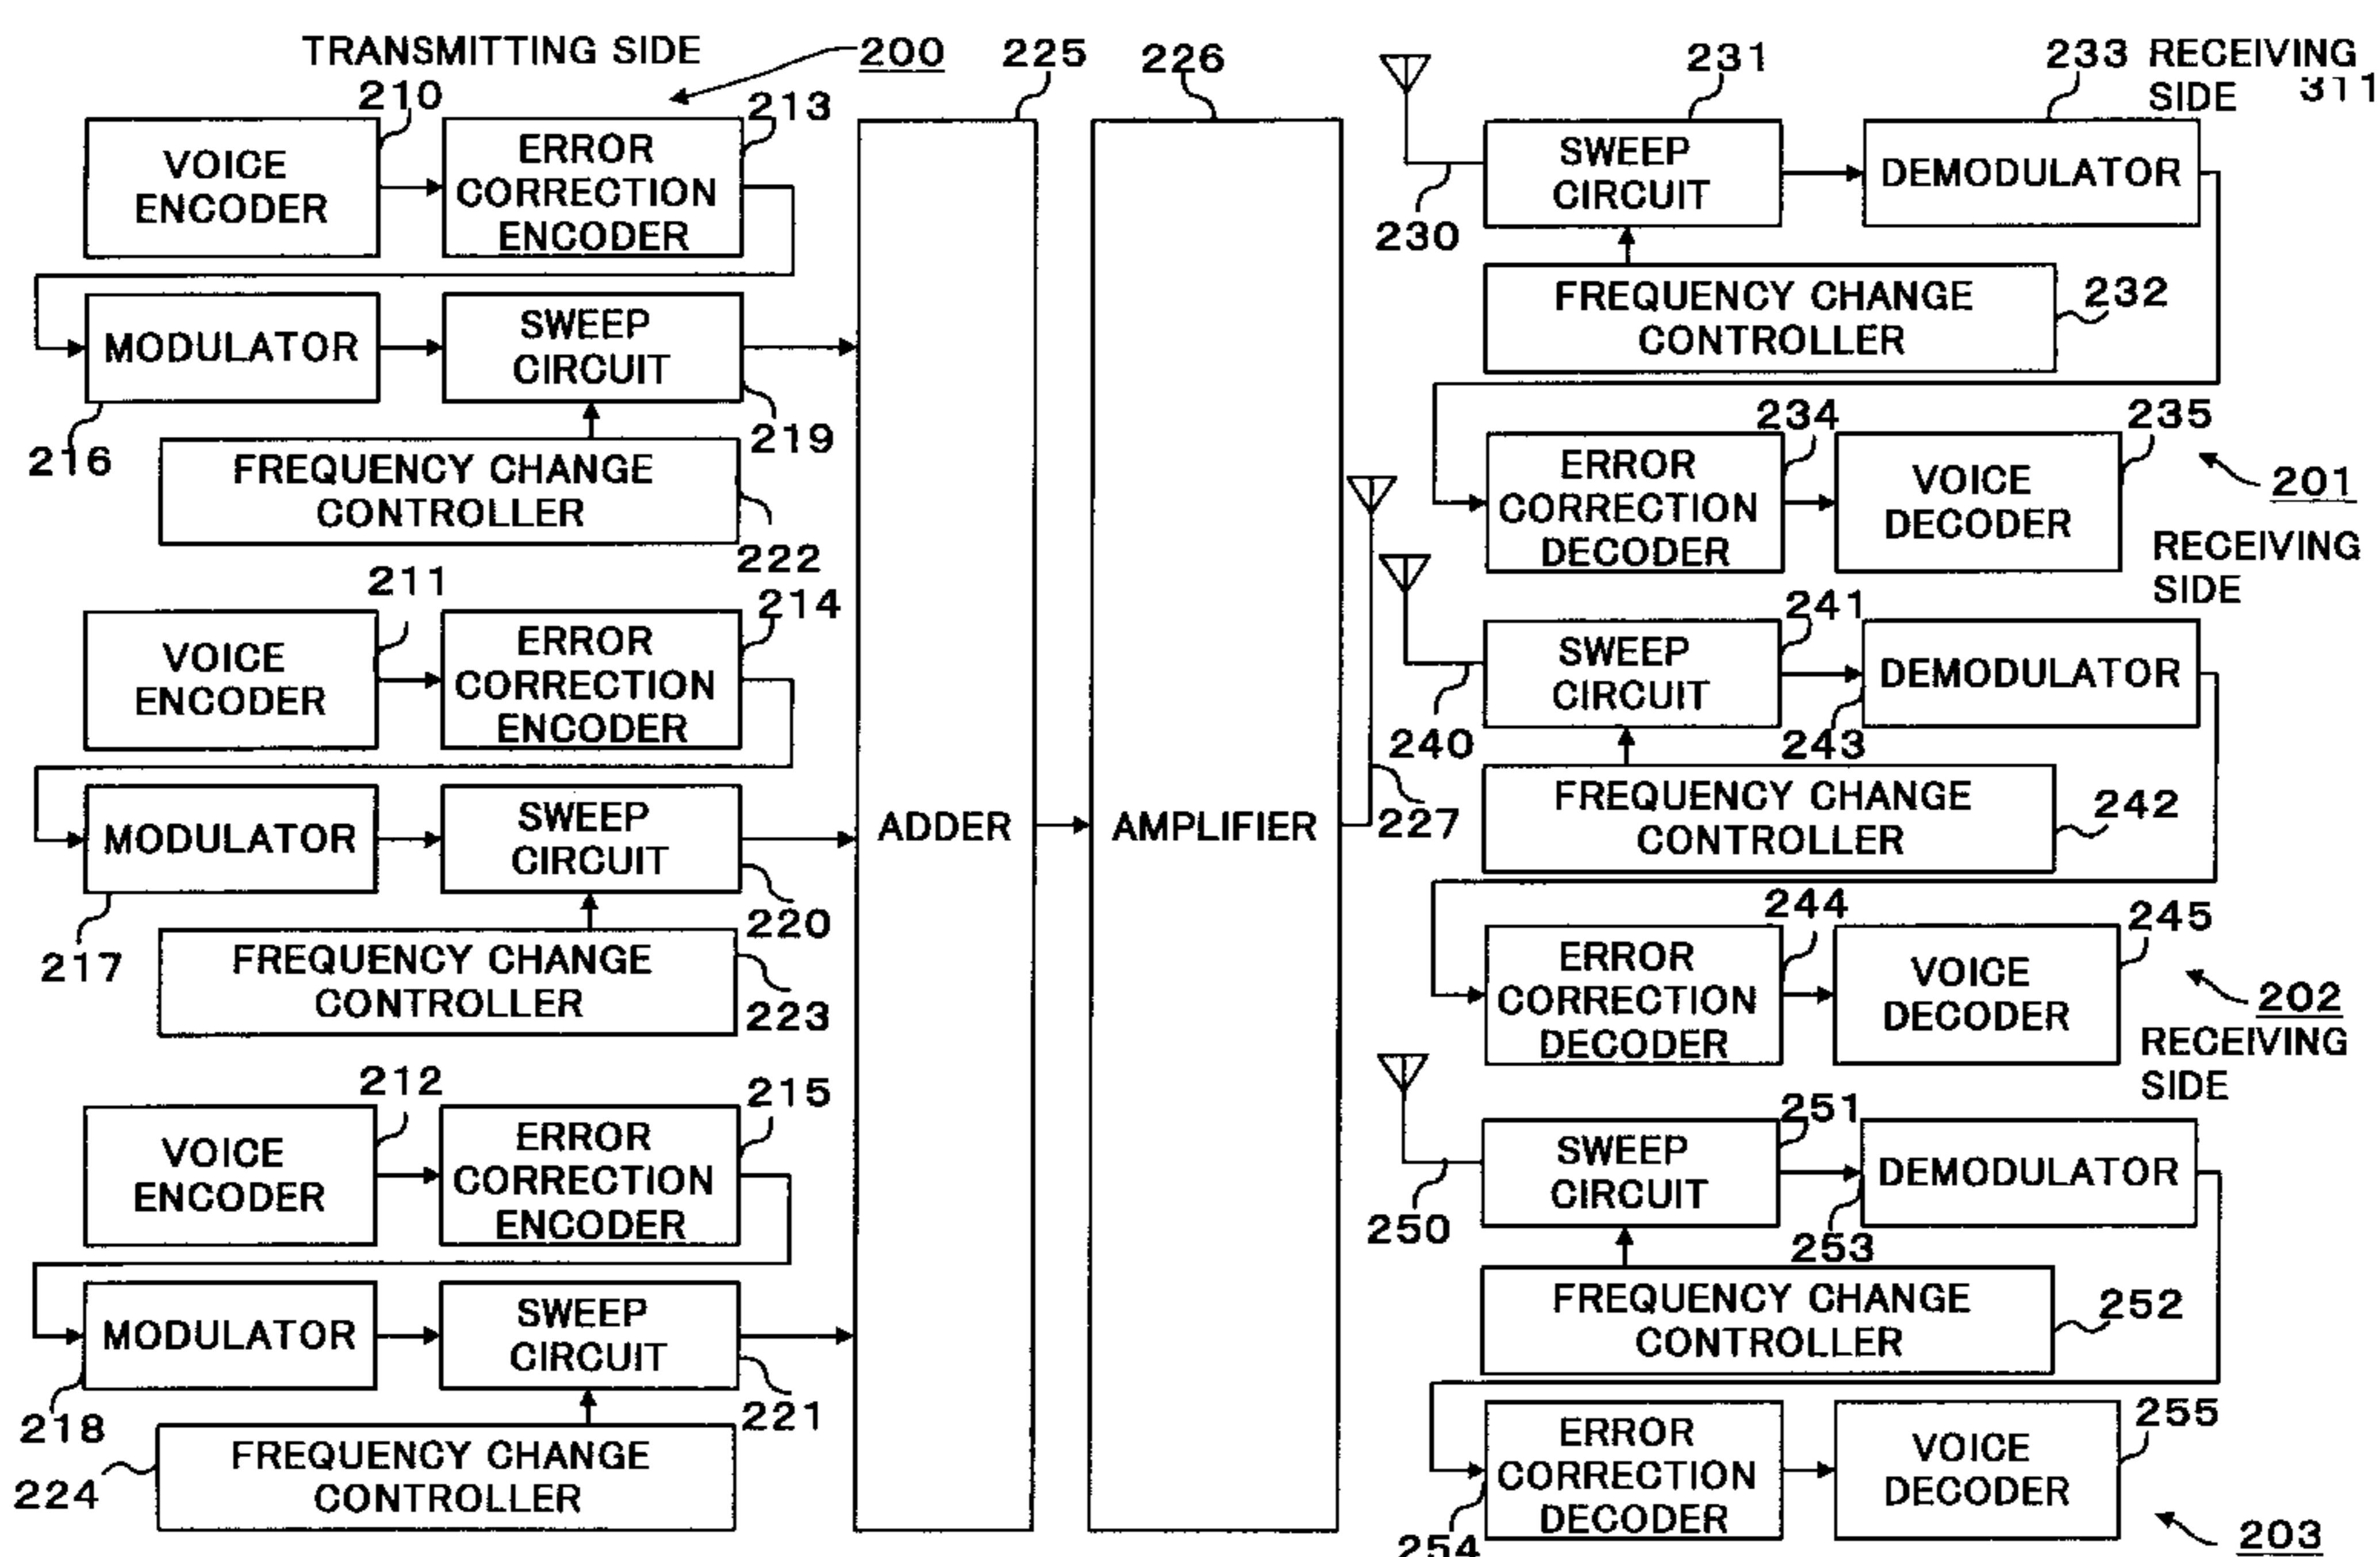 TRANSMITTING SIDE
200
210
213
VOICE
ENCODER
ERROR
CORRECTION
ENCODER
MODULATOR
SWEEP
CIRCUIT
216
219
FREQUENCY CHANGE
CONTROLLER
222
211
214
VOICE
ENCODER
ERROR
CORRECTION
ENCODER
MODULATOR
SWEEP
CIRCUIT
217
220
FREQUENCY CHANGE
CONTROLLER
223
212
215
VOICE
ENCODER
ERROR
CORRECTION
ENCODER
MODULATOR
SWEEP
CIRCUIT
218
221
FREQUENCY CHANGE
CONTROLLER
224
225
ADDER
226
AMPLIFIER
227
231
233
RECEIVING
SIDE
311
230
SWEEP
CIRCUIT
DEMODULATOR
FREQUENCY CHANGE
CONTROLLER
232
234
235
ERROR
CORRECTION
DECODER
VOICE
DECODER
201
RECEIVING
SIDE
240
SWEEP
CIRCUIT
241
DEMODULATOR
243
FREQUENCY CHANGE
CONTROLLER
242
244
245
ERROR
CORRECTION
DECODER
VOICE
DECODER
202
RECEIVING
SIDE
250
SWEEP
CIRCUIT
251
DEMODULATOR
253
FREQUENCY CHANGE
CONTROLLER
252
ERROR
CORRECTION
DECODER
254
VOICE
DECODER
255
203